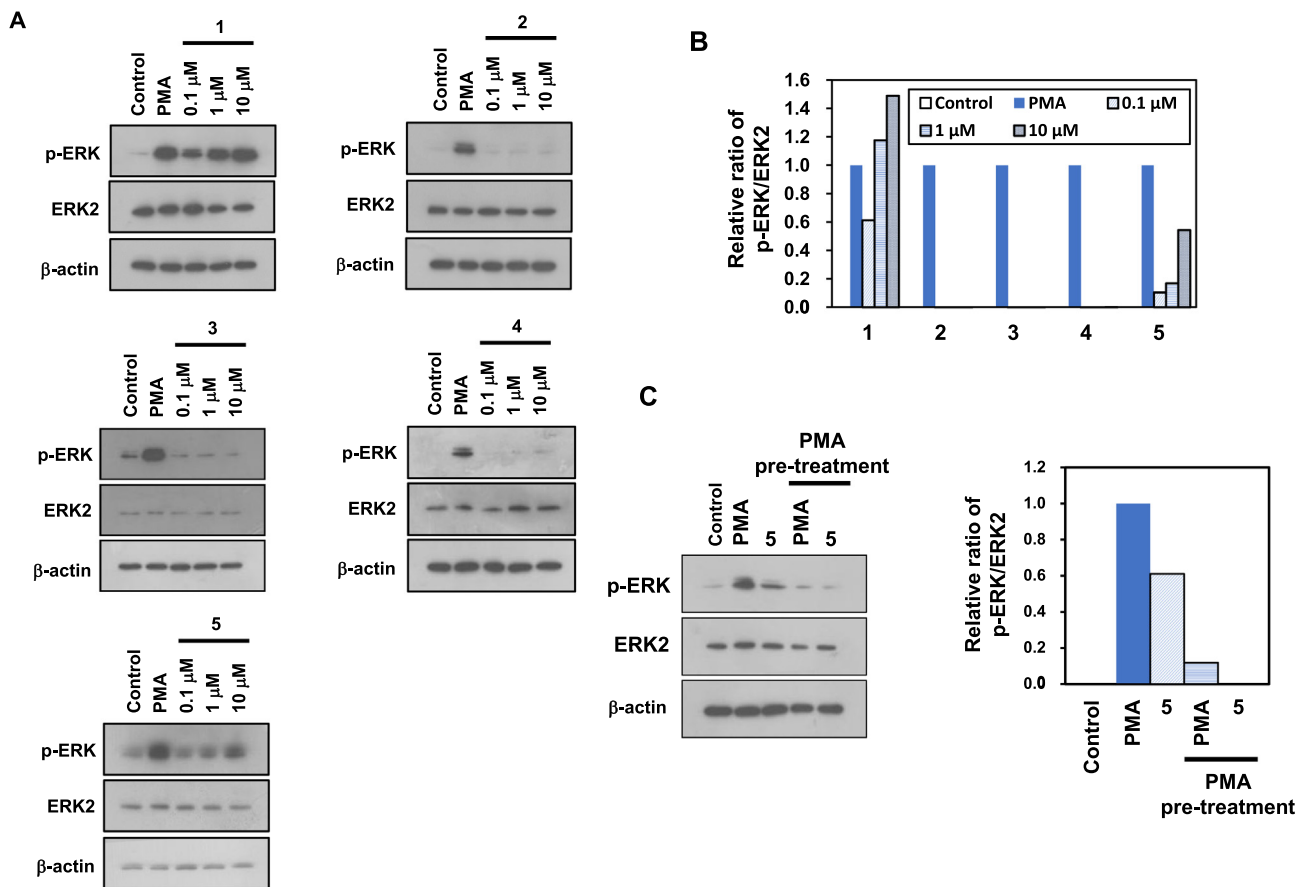 A
1
Control
PMA
0.1 μM
1 μM
10 μM
p-ERK
ERK2
β-actin
2
Control
PMA
0.1 μM
1 μM
10 μM
p-ERK
ERK2
β-actin
3
Control
PMA
0.1 μM
1 μM
10 μM
p-ERK
ERK2
β-actin
4
Control
PMA
0.1 μM
1 μM
10 μM
p-ERK
ERK2
β-actin
5
Control
PMA
0.1 μM
1 μM
10 μM
p-ERK
ERK2
β-actin
B
Relative ratio of
p-ERK/ERK2
1.6
1.4
1.2
1.0
0.8
0.6
0.4
0.2
0.0
Control PMA 0.1 μM
1 μM 10 μM
1 2 3 4 5
C
PMA
pre-treatment
Control
PMA
5
PMA
5
p-ERK
ERK2
β-actin
Relative ratio of
p-ERK/ERK2
1.2
1.0
0.8
0.6
0.4
0.2
0.0
Control
PMA
5
PMA
5
PMA
pre-treatment